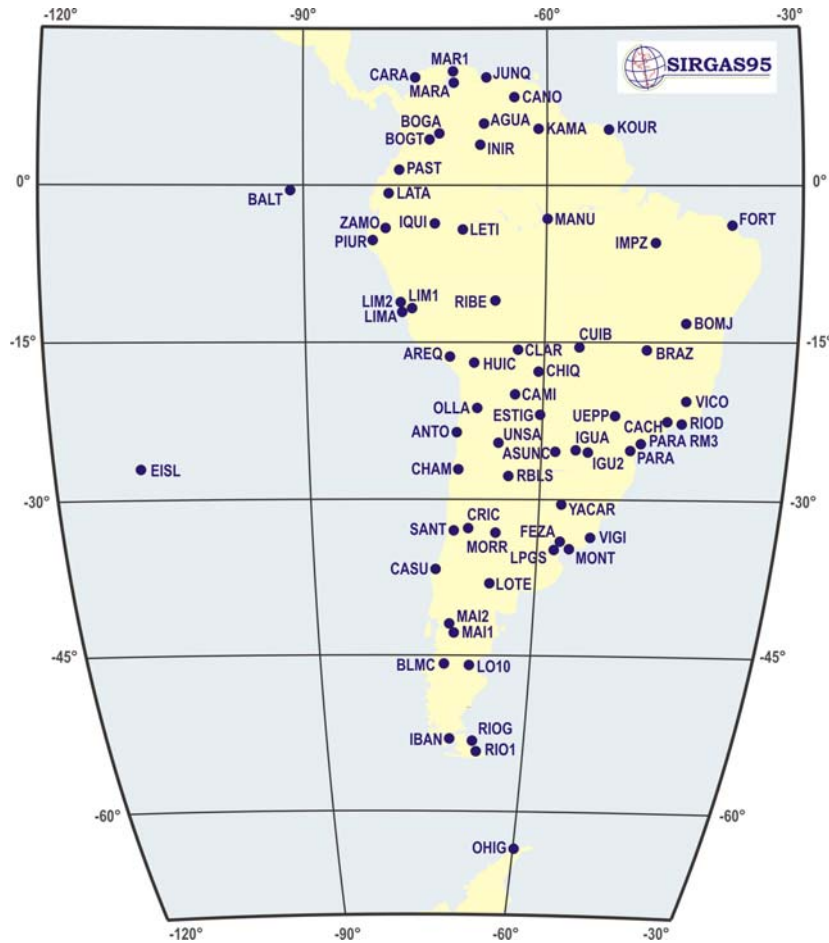 -120° -90° -60° -30°
SIRGAS95
MAR1
CARA JUNQ
MARA
CANO
BOGA AGUA
KAMA KOUR
BOGT
INIR
PAST
0° 0°
BALT LATA
ZAMO IQUI MANU FORT
LETI
PIUR IMPZ
LIM2 LIM1 RIBE
LIMA
BOMJ
-15° CUIB -15°
AREQ CLAR BRAZ
HUIC CHIQ
CAMI
OLLA VICO
ESTIG UEPP
CACH RIOD
ANTO UNSA IGUA PARA RM3
ASUNC PARA
IGU2
EISL CHAM RBLS
-30° -30°
YACAR
CRIC
SANT FEZA VIGI
MORR
LPGS MONT
CASU
LOTE
MAI2
MAI1
-45° -45°
BLMC LO10
RIOG
IBAN
RIO1
-60° -60°
OHIG
-120° -90° -60° -30°